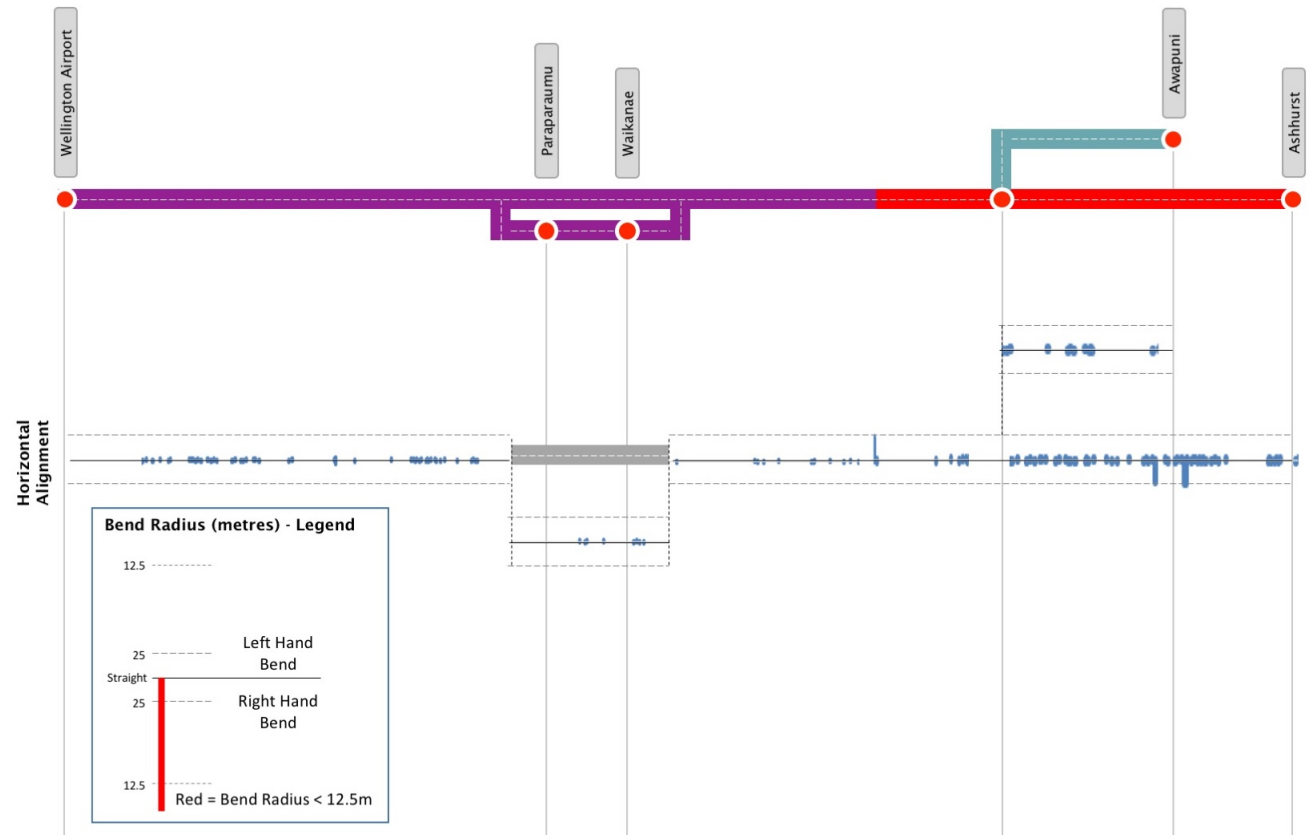 Wellington Airport
Paraparaumu
Waikanae
Awapuni
Ashhurst
Horizontal
Alignment
Bend Radius (metres) - Legend
12.5
Left Hand
Bend
25
Straight
25
Right Hand
Bend
12.5
Red = Bend Radius < 12.5m